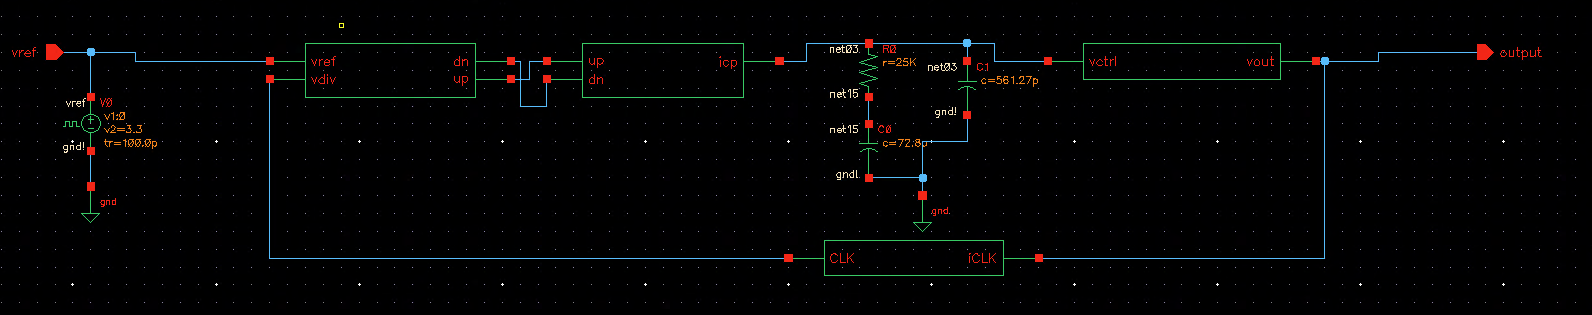 vref
vref
V0
v1:0
v2=3.3
tr=100.0p
gnd!
gnd
vref
vdiv
dn
up
up
dn
icp
net03
R0
r=25K
net15
net15
C0
c=72.8p
gnd!
net03
C1
c=561.27p
gnd!
gnd
vctrl
vout
output
CLK
iCLK